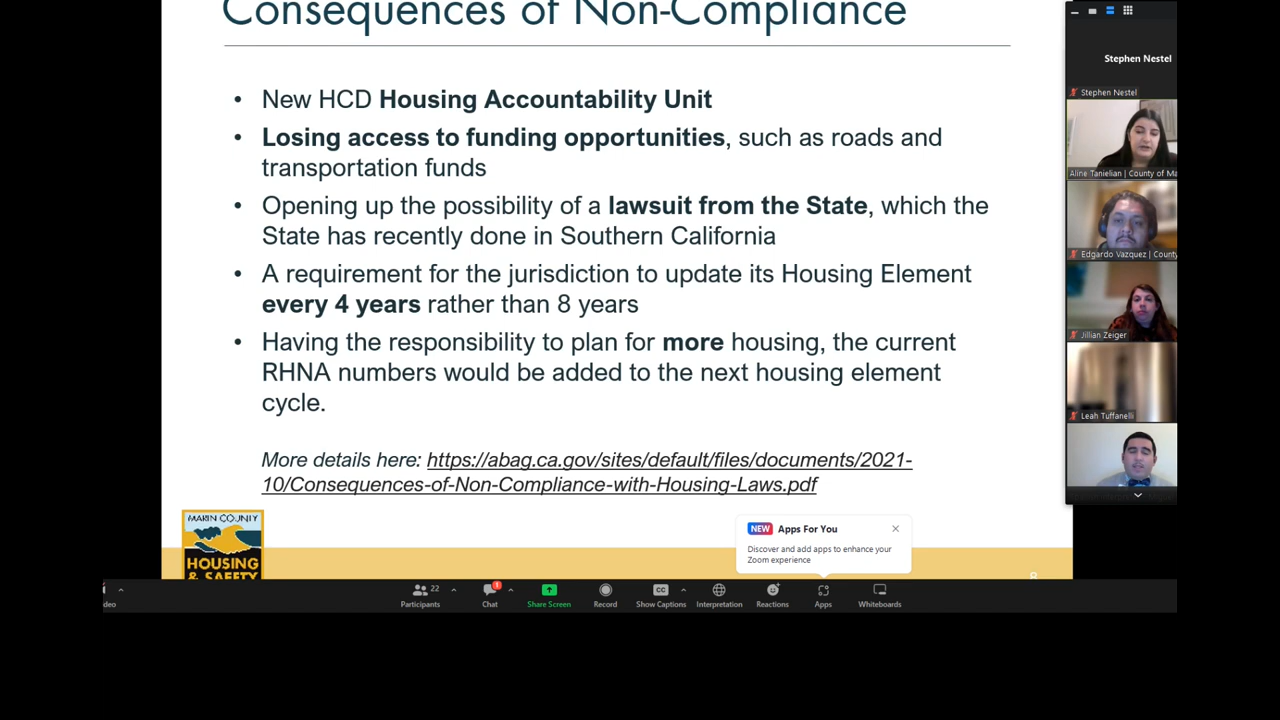 Consequences of Non-Compliance
• New HCD Housing Accountability Unit
• Losing access to funding opportunities, such as roads and
transportation funds
• Opening up the possibility of a lawsuit from the State, which the
State has recently done in Southern California
• A requirement for the jurisdiction to update its Housing Element
every 4 years rather than 8 years
• Having the responsibility to plan for more housing, the current
RHNA numbers would be added to the next housing element
cycle.
More details here: https://abag.ca.gov/sites/default/files/documents/2021-
10/Consequences-of-Non-Compliance-with-Housing-Laws.pdf
MARIN COUNTY
HOUSING
& SAFETY
8
Stephen Nestel
Stephen Nestel
Aline Tanielian | County of Ma
Edgardo Vazquez | County
Jillian Zeiger
Leah Tuffanelli
NEW Apps For You
Discover and add apps to enhance your
Zoom experience
deo
22
Participants
1
Chat
Share Screen
Record
CC
Show Captions
Interpretation
Reactions
Apps
Whiteboards